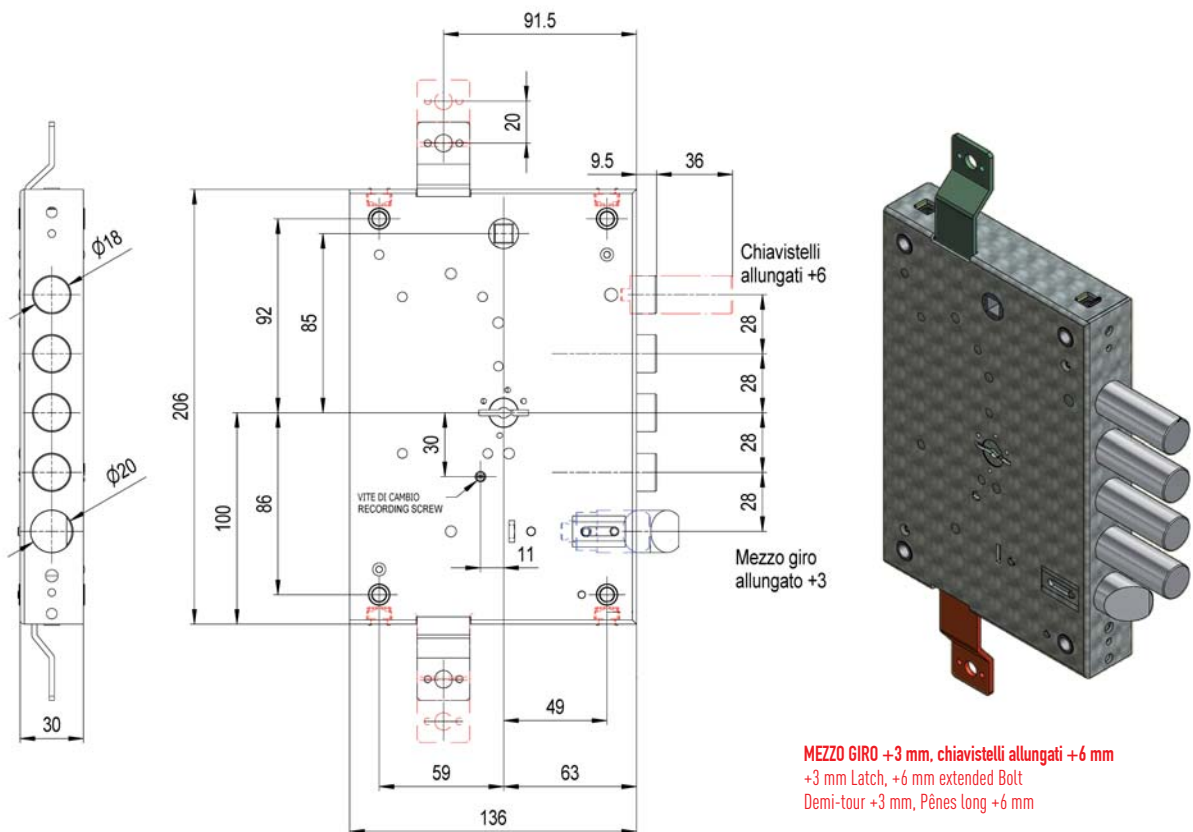 91.5
20
9.5
36
Ø18
Chiavistelli
allungati +6
28
92
85
28
206
28
30
VITE DI CAMBIO
RECORDING SCREW
Ø20
100
86
28
11
Mezzo giro
allungato +3
30
49
59
63
136
MEZZO GIRO +3 mm, chiavistelli allungati +6 mm
+3 mm Latch, +6 mm extended Bolt
Demi-tour +3 mm, Pênes long +6 mm